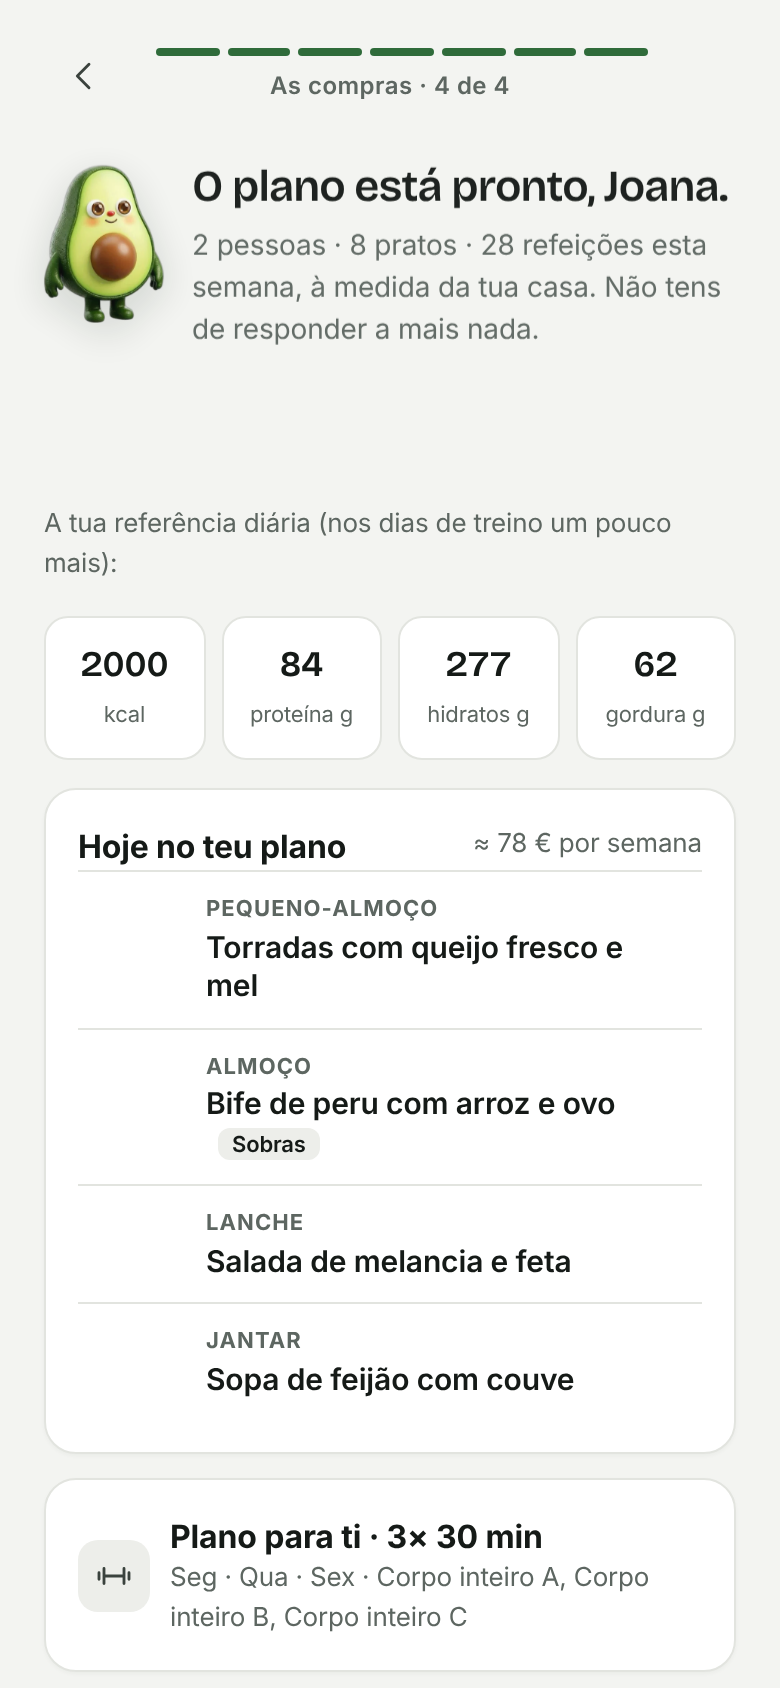 As compras · 4 de 4
O plano está pronto, Joana.
2 pessoas · 8 pratos · 28 refeições esta
semana, à medida da tua casa. Não tens
de responder a mais nada.
A tua referência diária (nos dias de treino um pouco
mais):
2000
kcal
84
proteína g
277
hidratos g
62
gordura g
Hoje no teu plano
≈ 78 € por semana
PEQUENO-ALMOÇO
Torradas com queijo fresco e
mel
ALMOÇO
Bife de peru com arroz e ovo
Sobras
LANCHE
Salada de melancia e feta
JANTAR
Sopa de feijão com couve
Plano para ti · 3× 30 min
Seg · Qua · Sex · Corpo inteiro A, Corpo
inteiro B, Corpo inteiro C